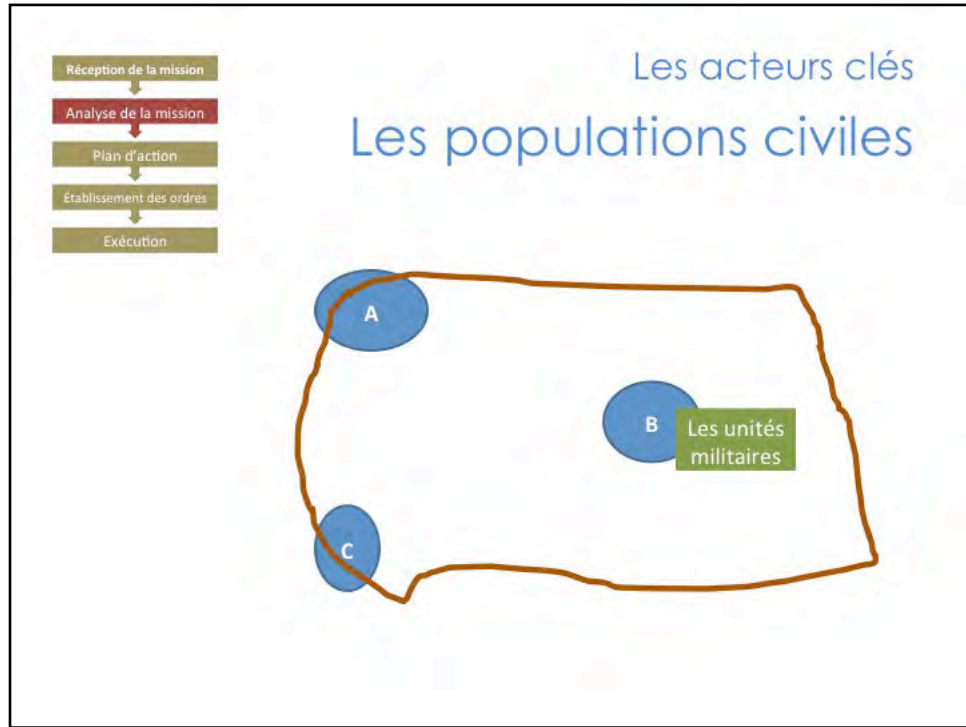 Réception de la mission
Analyse de la mission
Plan d'action
Établissement des ordres
Exécution
Les acteurs clés
Les populations civiles
A
B
Les unités
militaires
C